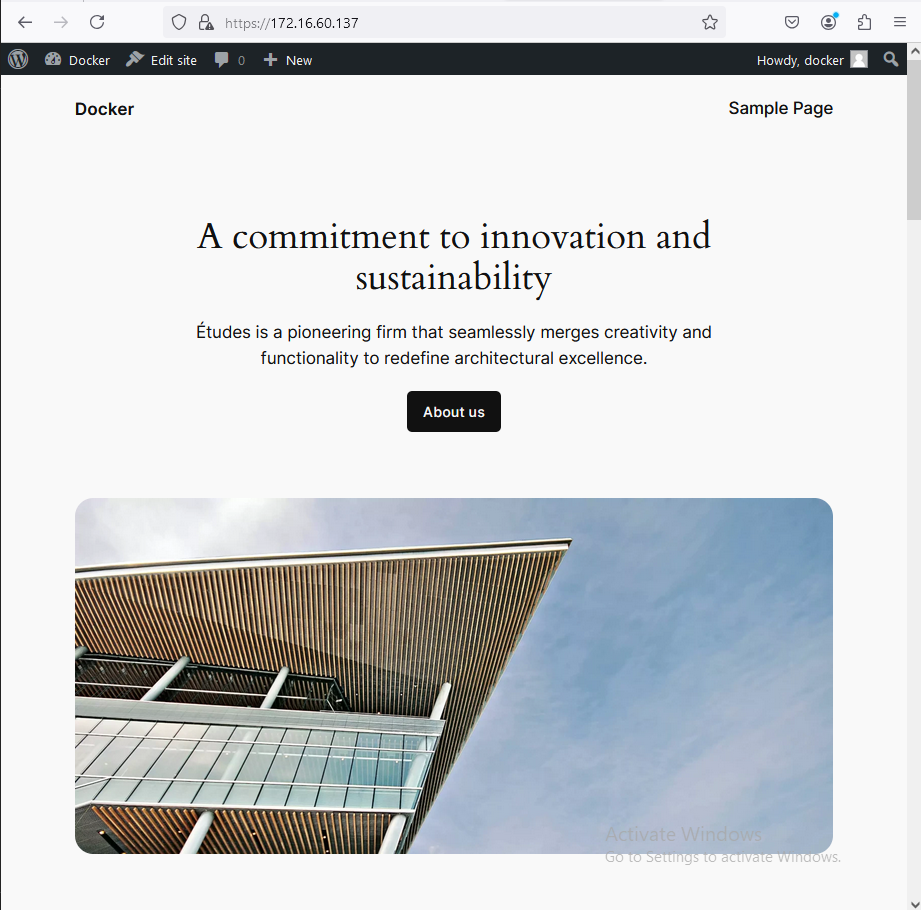 https://172.16.60.137
Docker Edit site 0 New Howdy, docker
Docker Sample Page
A commitment to innovation and
sustainability
Études is a pioneering firm that seamlessly merges creativity and
functionality to redefine architectural excellence.
About us
Activate Windows
Go to Settings to activate Windows.